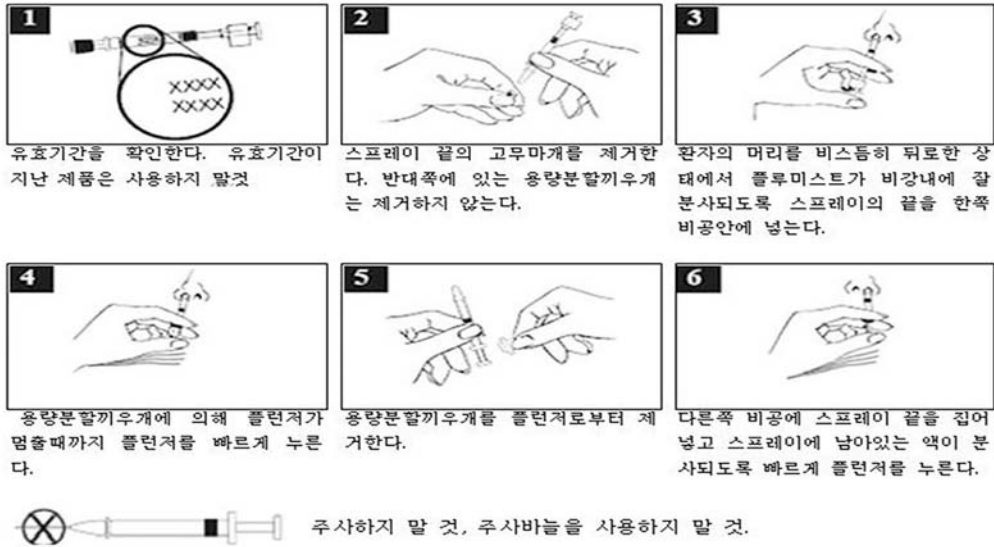 1
XXXX
XXXX
유효기간을 확인한다. 유효기간이
지난 제품은 사용하지 말것
2
스프레이 끝의 고무마개를 제거한
다. 반대쪽에 있는 용량분할끼우개
는 제거하지 않는다.
3
환자의 머리를 비스듬히 뒤로한 상
태에서 플루미스트가 비강내에 잘
분사되도록 스프레이의 끝을 한쪽
비공안에 넣는다.
4
용량분할끼우개에 의해 플런저가
멈출때까지 플런저를 빠르게 누른
다.
5
용량분할끼우개를 플런저로부터 제
거한다.
6
다른쪽 비공에 스프레이 끝을 집어
넣고 스프레이에 남아있는 액이 분
사되도록 빠르게 플런저를 누른다.
주사하지 말 것, 주사바늘을 사용하지 말 것.